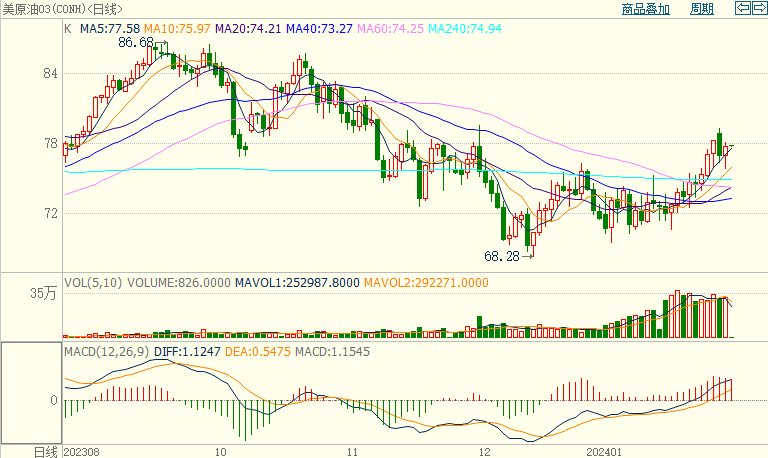 美原油03(CONH)<日线> 商品叠加 周期
K MA5:77.58 MA10:75.97 MA20:74.21 MA40:73.27 MA60:74.25 MA240:74.94
86.68
84
78
72
68.28
VOL(5,10) VOLUME:826.0000 MAVOL1:252987.8000 MAVOL2:292271.0000
35万
MACD(12,26,9) DIFF:1.1247 DEA:0.5475 MACD:1.1545
0
日线 202308 10 11 12 202401